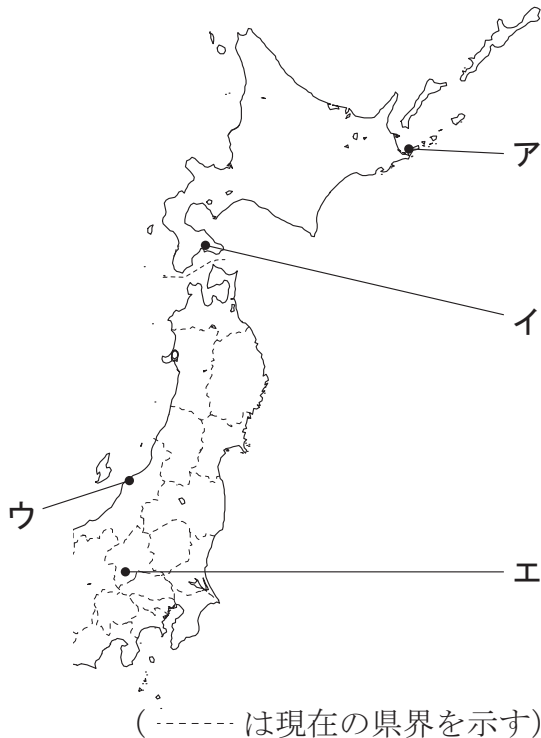 ア
イ
ウ
エ
( ------ は現在の県界を示す)